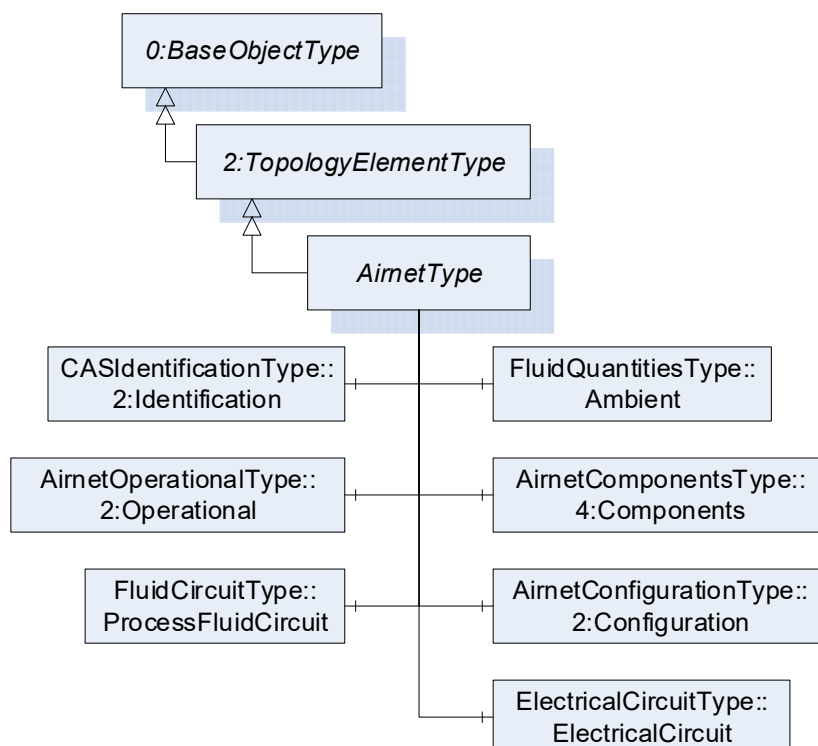 0:BaseObjectType
2:TopologyElementType
AirnetType
CASIdentificationType::
2:Identification
FluidQuantitiesType::
Ambient
AirnetOperationalType::
2:Operational
AirnetComponentsType::
4:Components
FluidCircuitType::
ProcessFluidCircuit
AirnetConfigurationType::
2:Configuration
ElectricalCircuitType::
ElectricalCircuit